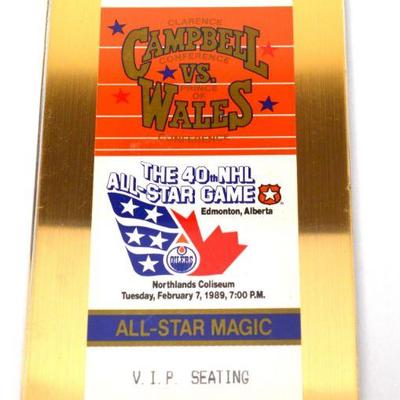 CLARENCE
CAMPBELL
CONFERENCE
VS.
PRINCE
OF
WALES
CONFERENCE
THE 40th NHL
ALL-STAR GAME
Edmonton, Alberta
OILERS
Northlands Coliseum
Tuesday, February 7, 1989, 7:00 P.M.
ALL-STAR MAGIC
V.I.P. SEATING